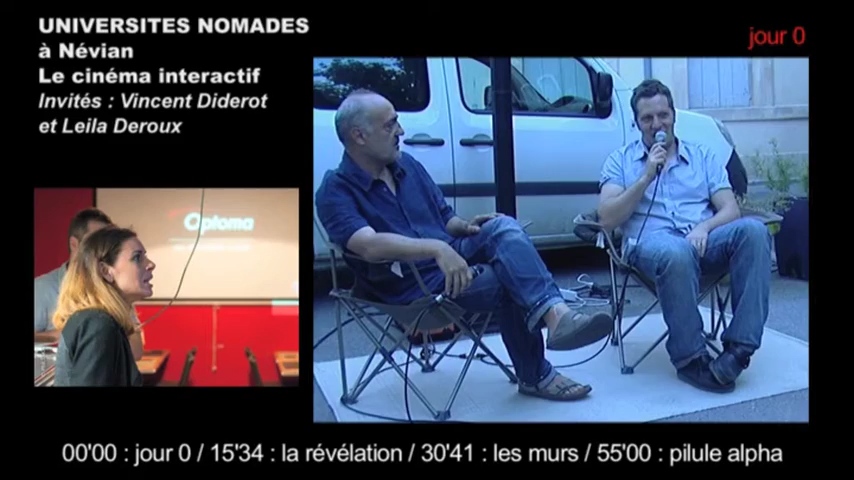 UNIVERSITES NOMADES
à Névian
Le cinéma interactif
Invités : Vincent Diderot
et Leila Deroux
jour 0
Optoma
00'00 : jour 0 / 15'34 : la révélation / 30'41 : les murs / 55'00 : pilule alpha